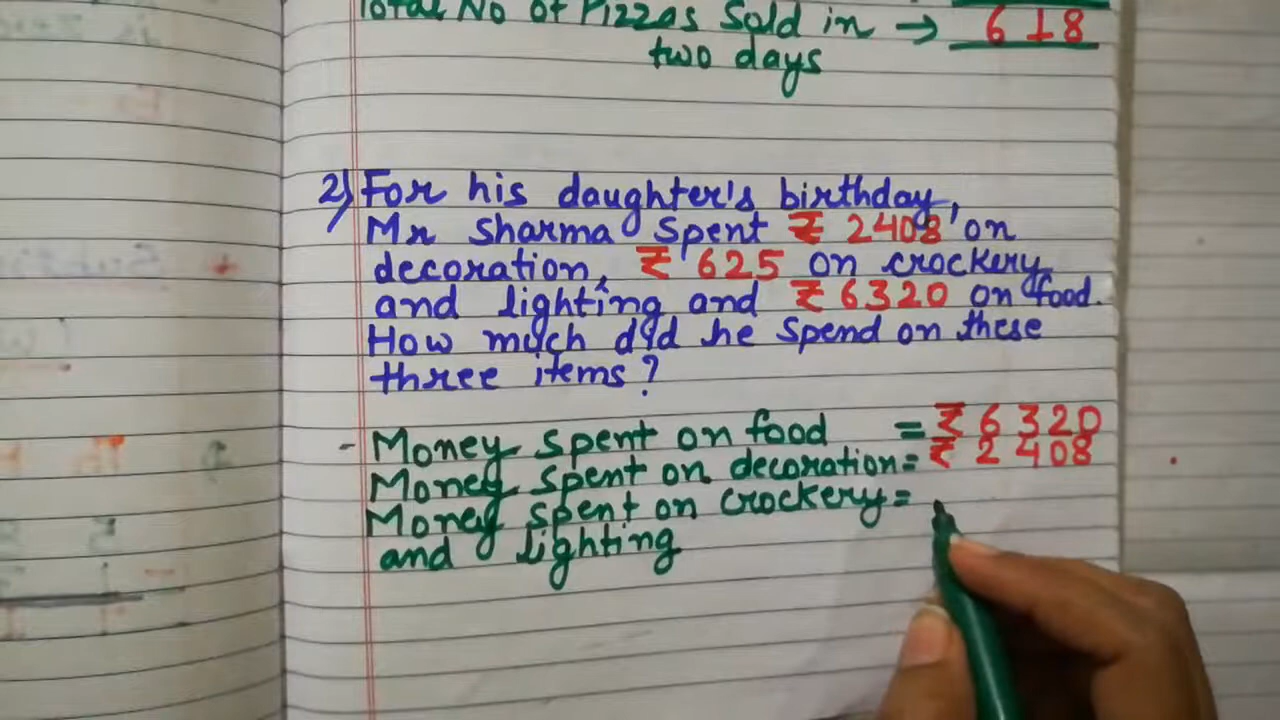 Total No of Pizzas Sold in → 618
two days
2) For his daughter's birthday,
Mr Sharma Spent ₹ 2408 on
decoration, ₹ 625 on crockery
and lighting and ₹ 6320 on food.
How much did he spend on these
three items?
- Money spent on food = ₹ 6320
Money spent on decoration = ₹ 2408
Money spent on crockery =
and lighting